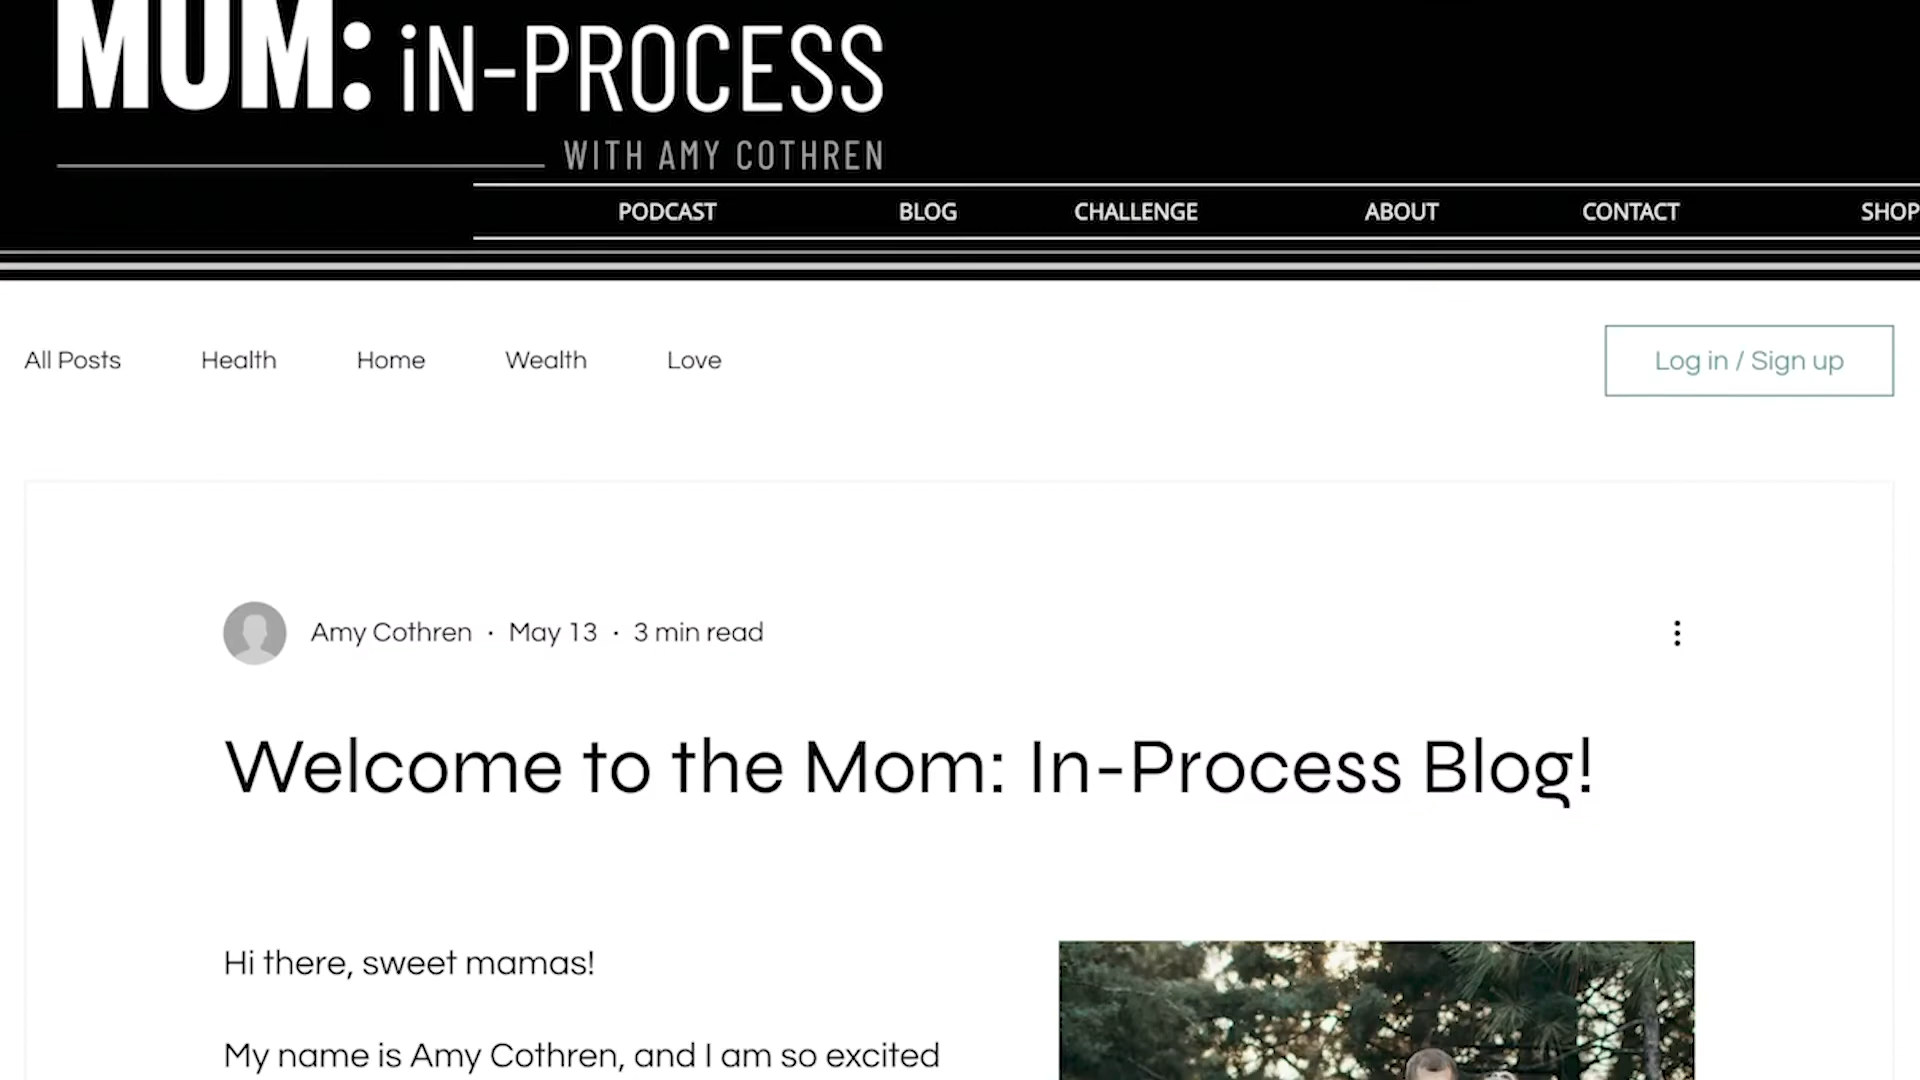 MOM: iN-PROCESS
WITH AMY COTHREN
PODCAST BLOG CHALLENGE ABOUT CONTACT SHOP
All Posts Health Home Wealth Love Log in / Sign up
Amy Cothren · May 13 · 3 min read
Welcome to the Mom: In-Process Blog!
Hi there, sweet mamas!
My name is Amy Cothren, and I am so excited